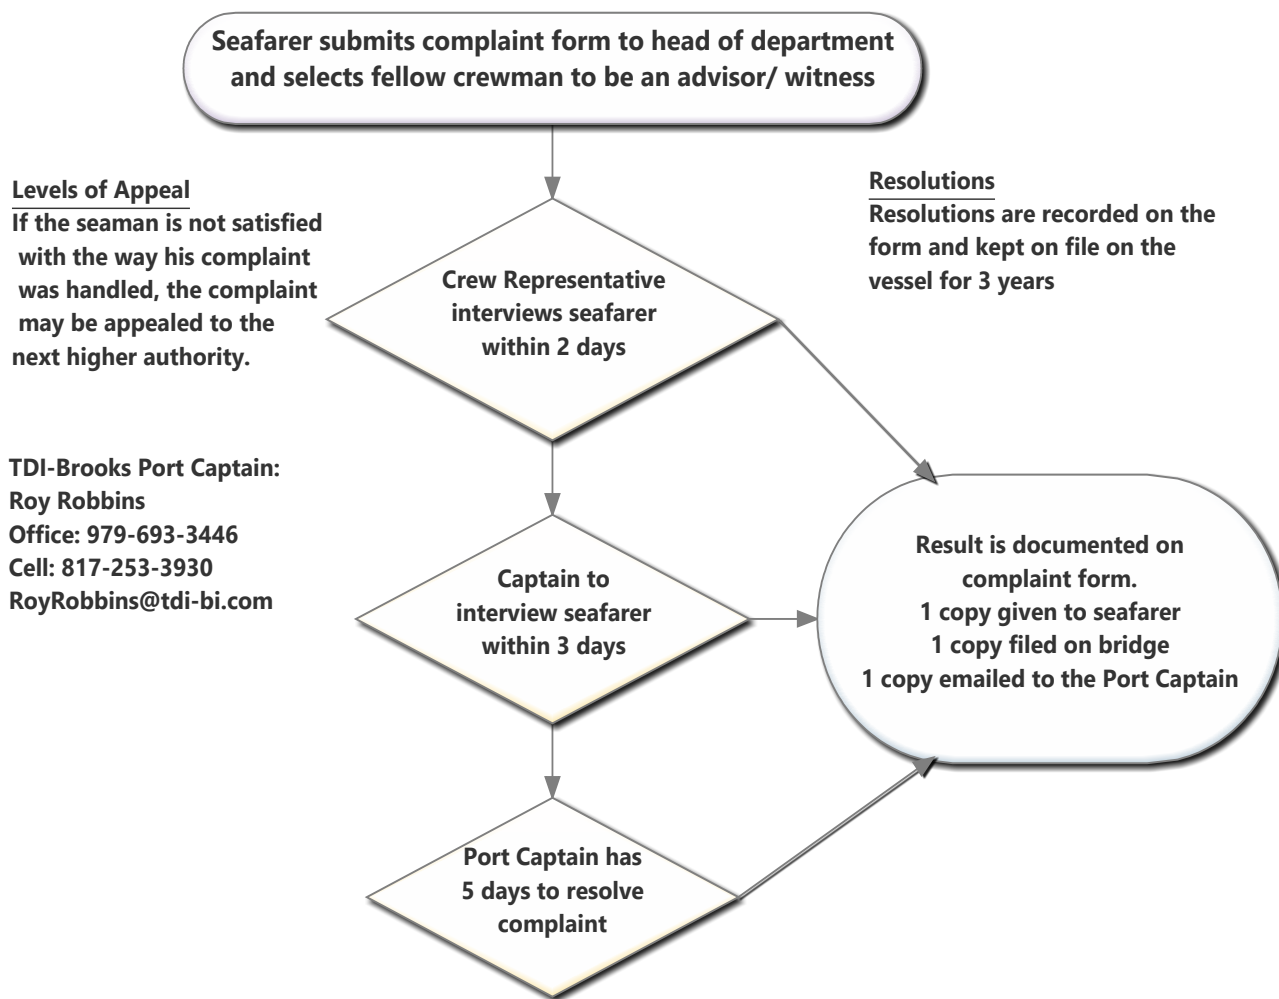 Seafarer submits complaint form to head of department
and selects fellow crewman to be an advisor/ witness
Levels of Appeal
If the seaman is not satisfied
with the way his complaint
was handled, the complaint
may be appealed to the
next higher authority.
Resolutions
Resolutions are recorded on the
form and kept on file on the
vessel for 3 years
Crew Representative
interviews seafarer
within 2 days
TDI-Brooks Port Captain:
Roy Robbins
Office: 979-693-3446
Cell: 817-253-3930
RoyRobbins@tdi-bi.com
Captain to
interview seafarer
within 3 days
Result is documented on
complaint form.
1 copy given to seafarer
1 copy filed on bridge
1 copy emailed to the Port Captain
Port Captain has
5 days to resolve
complaint